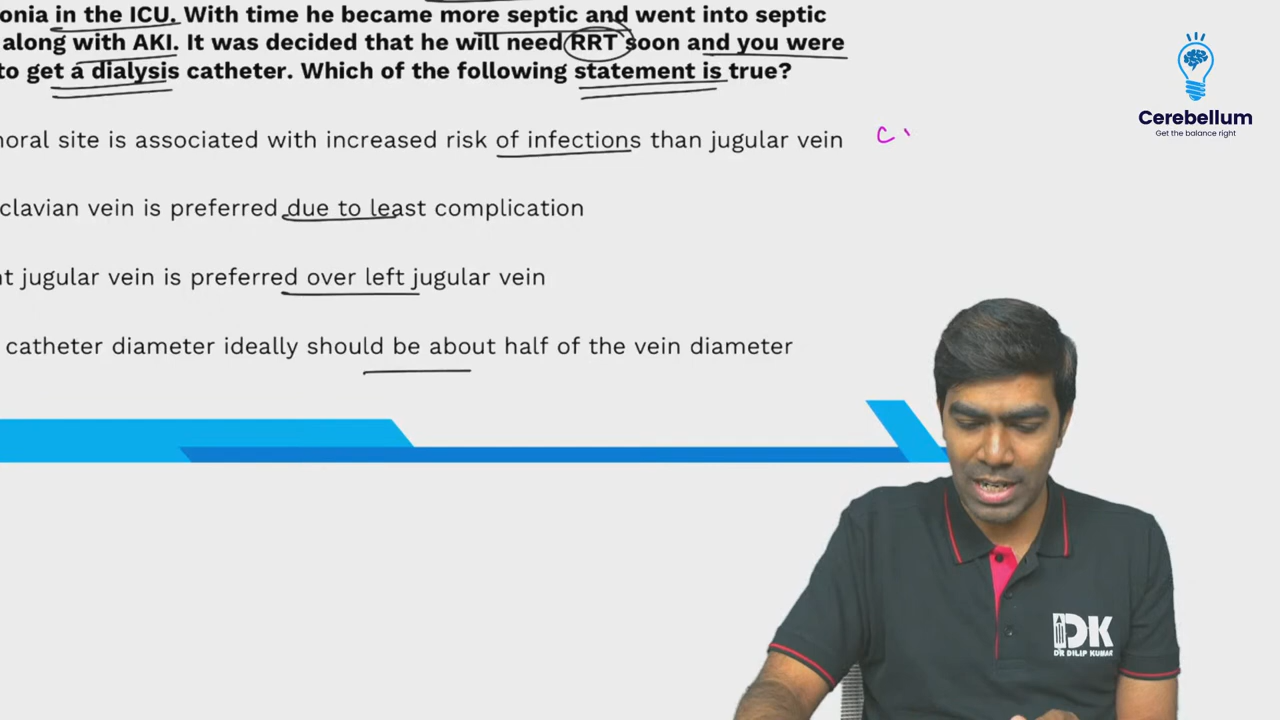 onia in the ICU. With time he became more septic and went into septic
along with AKI. It was decided that he will need RRT soon and you were
to get a dialysis catheter. Which of the following statement is true?
oral site is associated with increased risk of infections than jugular vein
clavian vein is preferred due to least complication
t jugular vein is preferred over left jugular vein
catheter diameter ideally should be about half of the vein diameter
Cerebellum
Get the balance right
DK
DR DILIP KUMAR